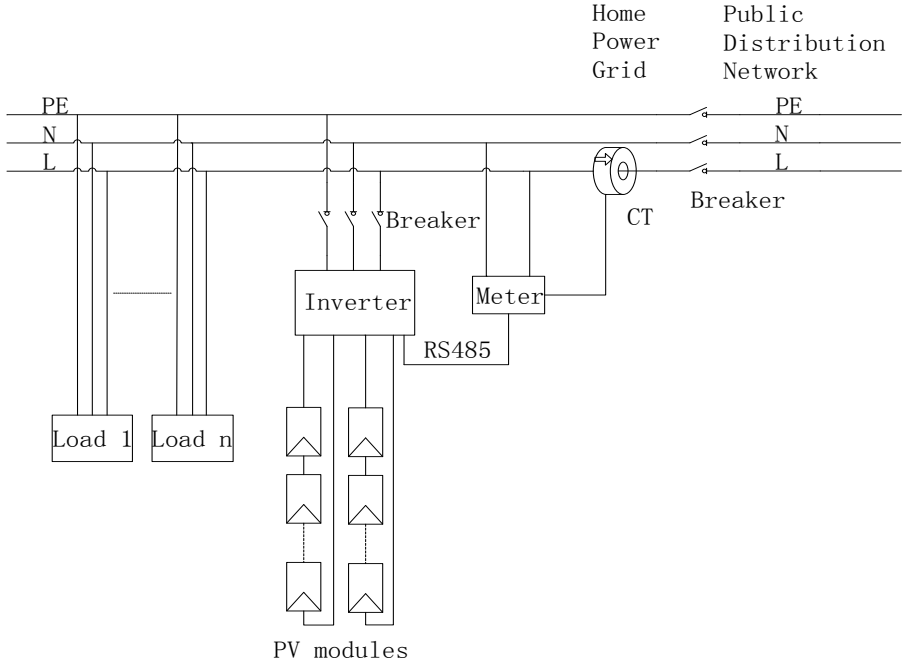 Home Public
Power Distribution
Grid Network
PE PE
N N
L L
Breaker
CT
Breaker
Inverter
Meter
RS485
Load 1
Load n
PV modules